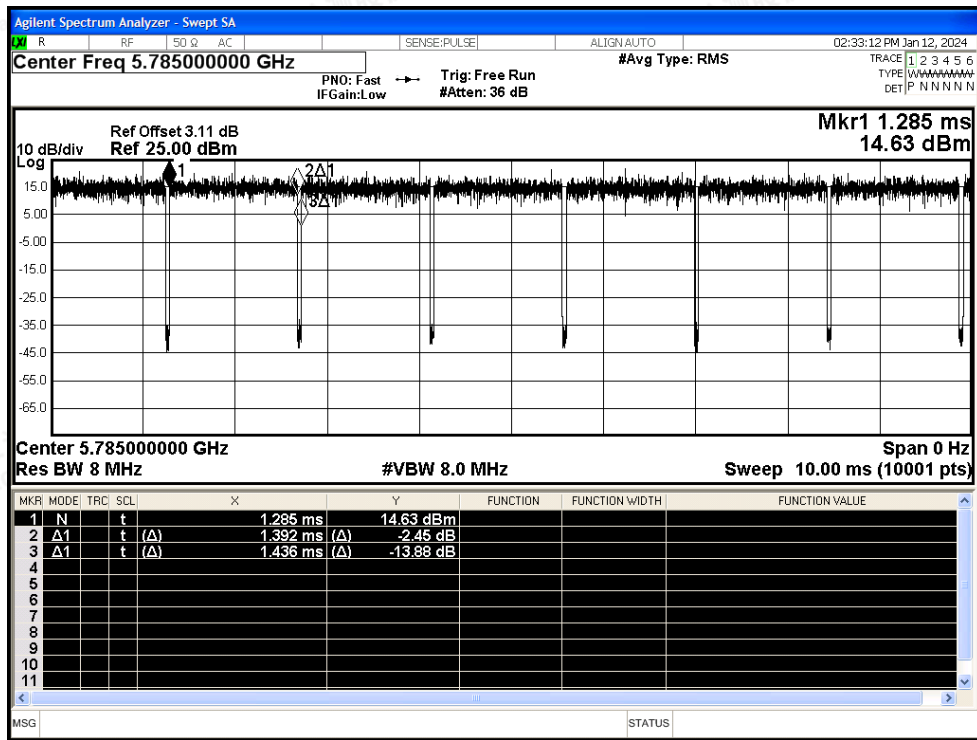 Agilent Spectrum Analyzer - Swept SA
LXI R RF 50 Ω AC SENSE:PULSE ALIGN AUTO 02:33:12 PM Jan 12, 2024
Center Freq 5.785000000 GHz
#Avg Type: RMS
TRACE 1 2 3 4 5 6
PNO: Fast Trig: Free Run
TYPE WWWWWW
IFGain:Low #Atten: 36 dB
DET P N N N N N
Mkr1 1.285 ms
Ref Offset 3.11 dB
14.63 dBm
10 dB/div Ref 25.00 dBm
Log
1 2Δ1
15.0
3Δ1
5.00
-5.00
-15.0
-25.0
-35.0
-45.0
-55.0
-65.0
Center 5.785000000 GHz Span 0 Hz
Res BW 8 MHz #VBW 8.0 MHz Sweep 10.00 ms (10001 pts)
MKR MODE TRC SCL X Y FUNCTION FUNCTION WIDTH FUNCTION VALUE
1 N t 1.285 ms 14.63 dBm
2 Δ1 t (Δ) 1.392 ms (Δ) -2.45 dB
3 Δ1 t (Δ) 1.436 ms (Δ) -13.88 dB
4
5
6
7
8
9
10
11
MSG STATUS